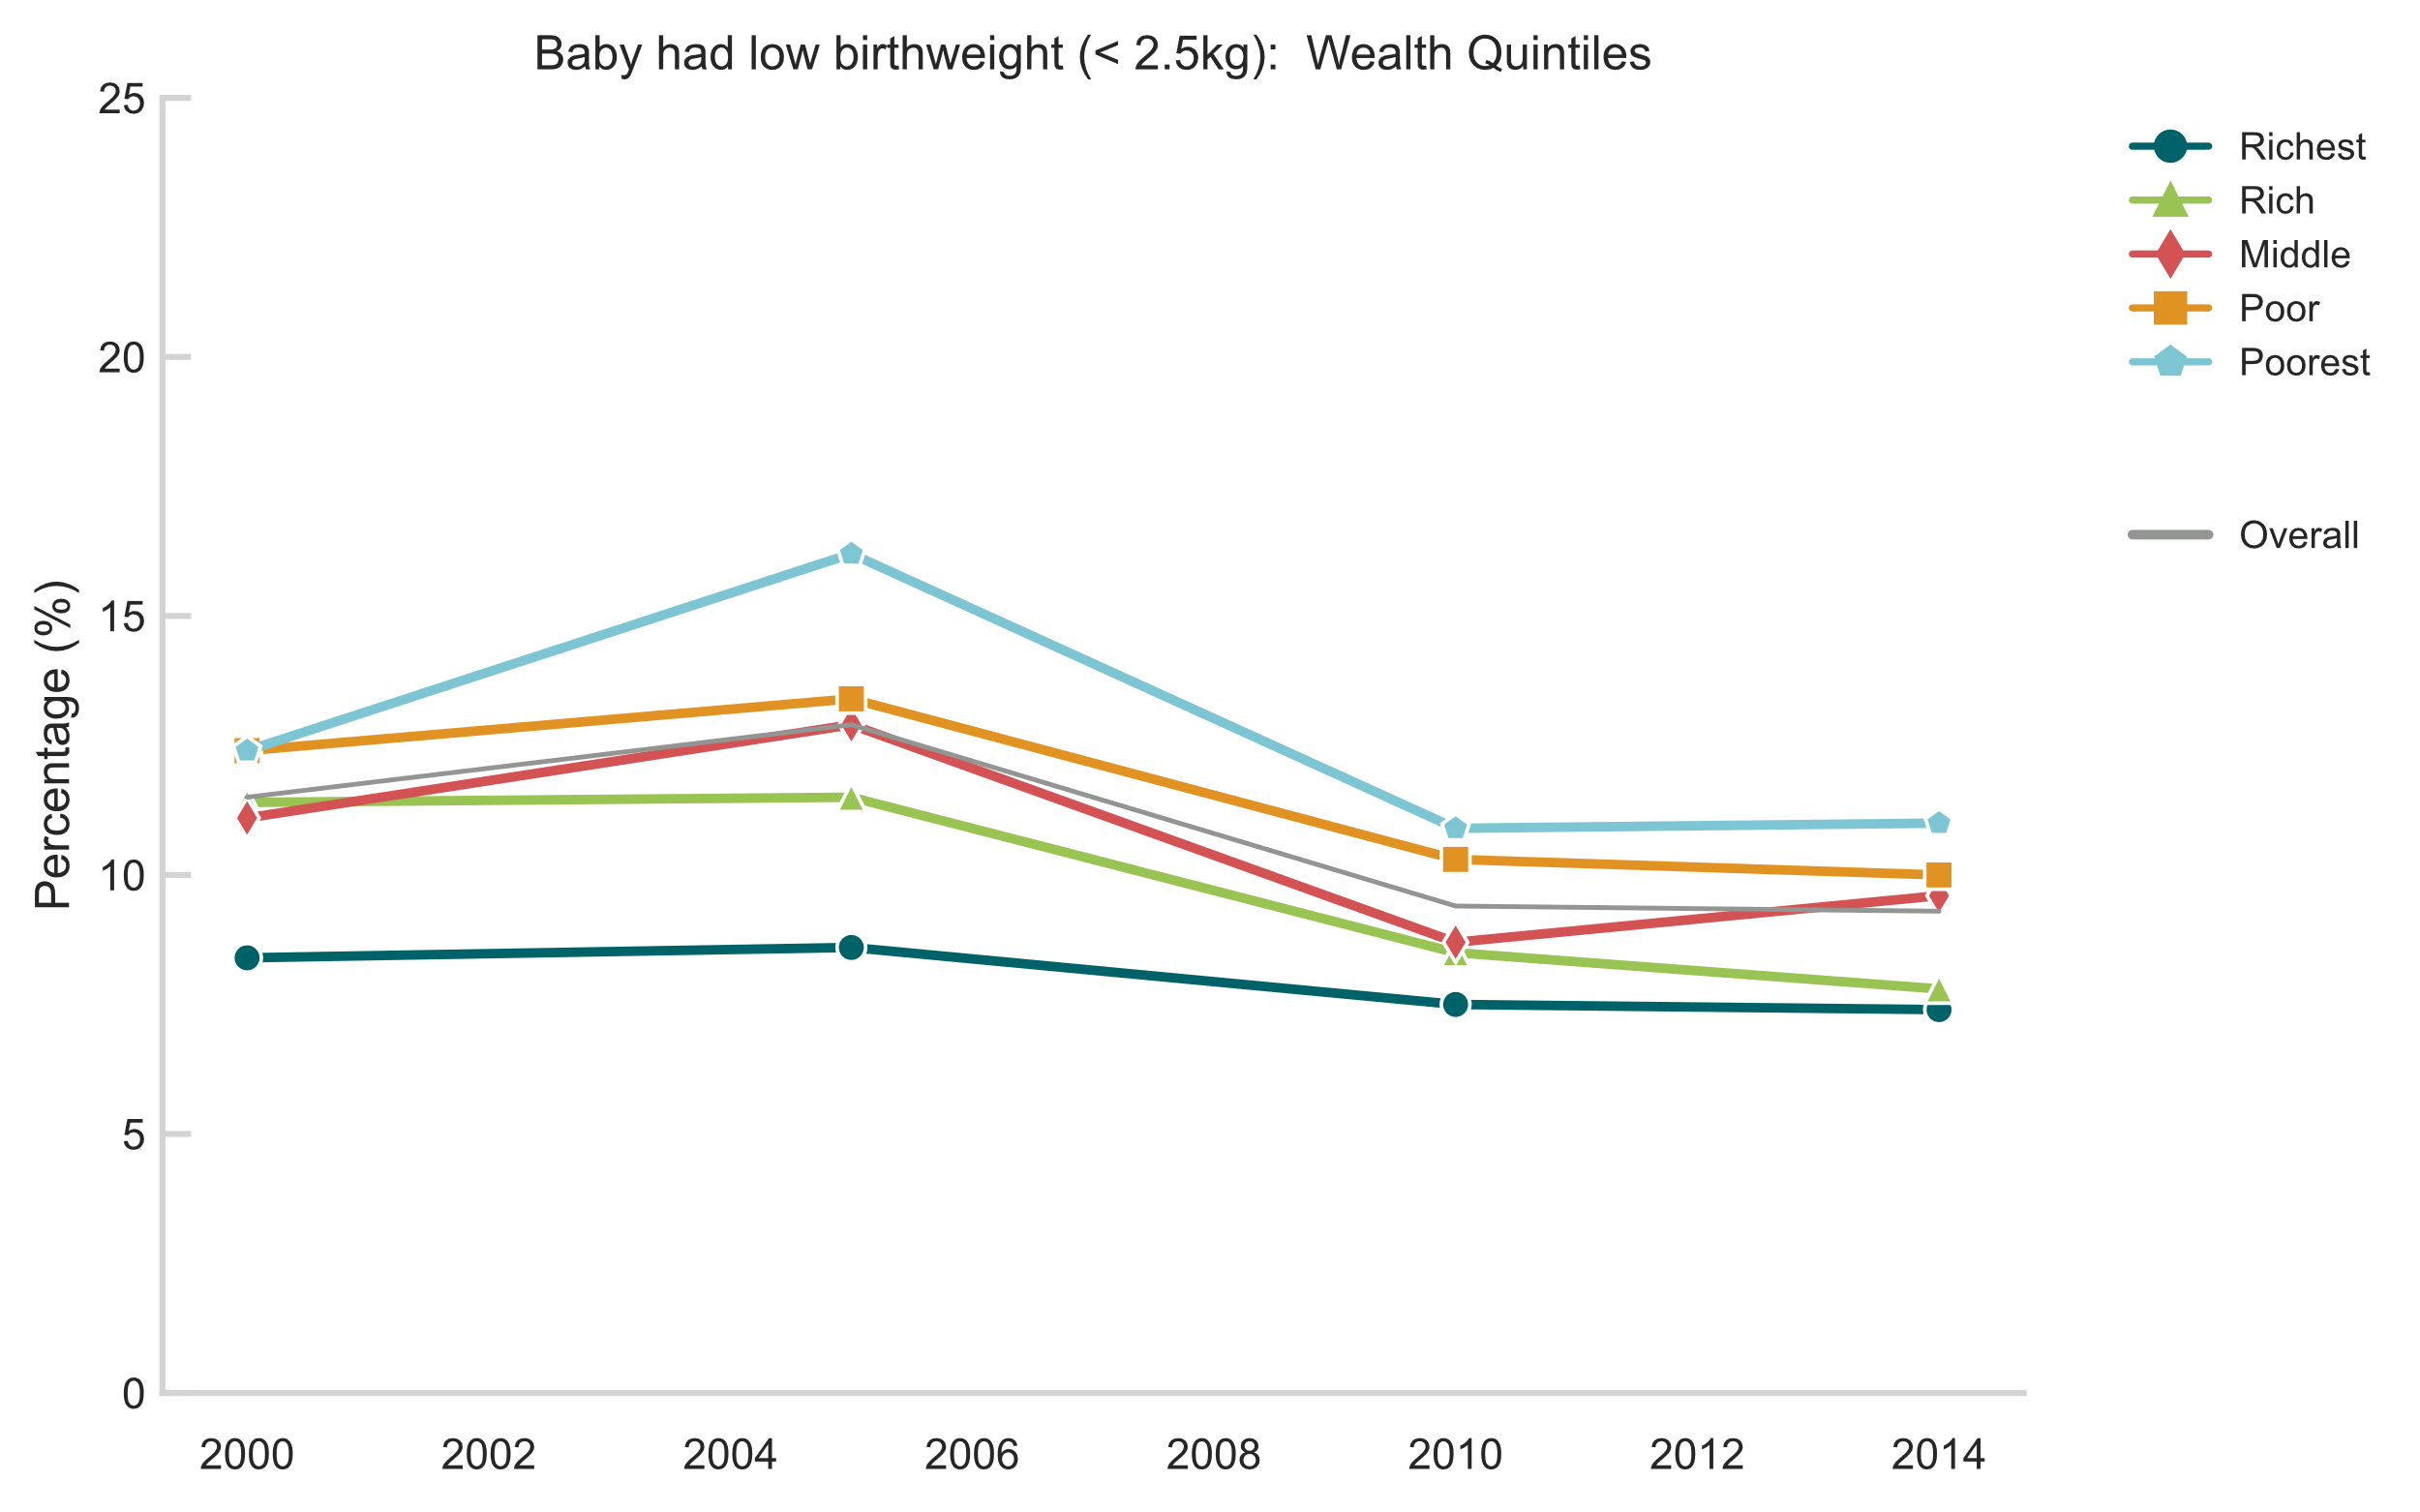 Baby had low birthweight (< 2.5kg):  Wealth Quintiles
Percentage (%)
25
20
15
10
5
0
2000 2002 2004 2006 2008 2010 2012 2014
Richest
Rich
Middle
Poor
Poorest
Overall